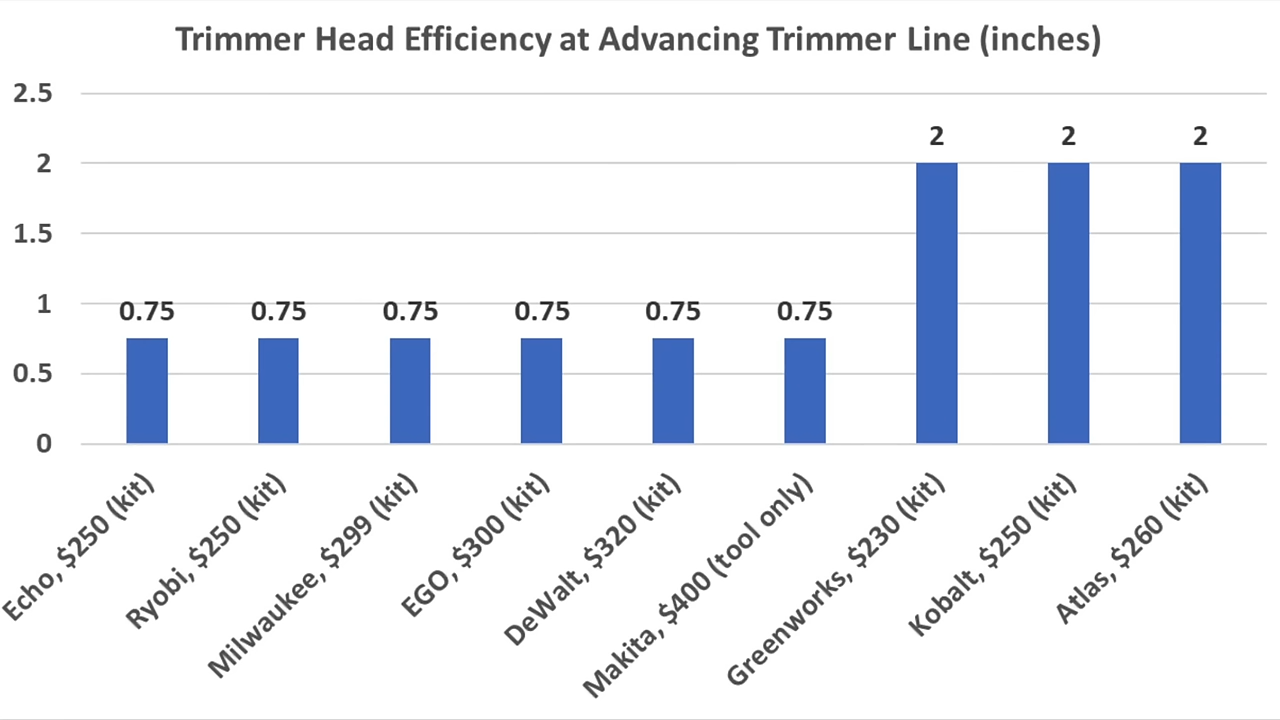 Trimmer Head Efficiency at Advancing Trimmer Line (inches)
2.5
2
1.5
1
0.5
0
0.75
0.75
0.75
0.75
0.75
0.75
2
2
2
Echo, $250 (kit)
Ryobi, $250 (kit)
Milwaukee, $299 (kit)
EGO, $300 (kit)
DeWalt, $320 (kit)
Makita, $400 (tool only)
Greenworks, $230 (kit)
Kobalt, $250 (kit)
Atlas, $260 (kit)